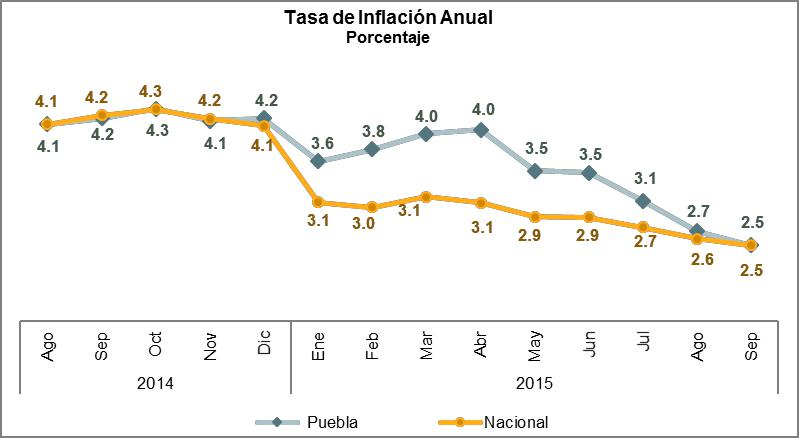 Tasa de Inflación Anual
Porcentaje
4.1 4.2 4.3 4.2 4.2 3.6 3.8 4.0 4.0 3.5 3.5 3.1 2.7 2.5
4.1 4.2 4.3 4.1 4.1 3.1 3.0 3.1 3.1 2.9 2.9 2.7 2.6 2.5
Ago Sep Oct Nov Dic Ene Feb Mar Abr May Jun Jul Ago Sep
2014 2015
Puebla Nacional